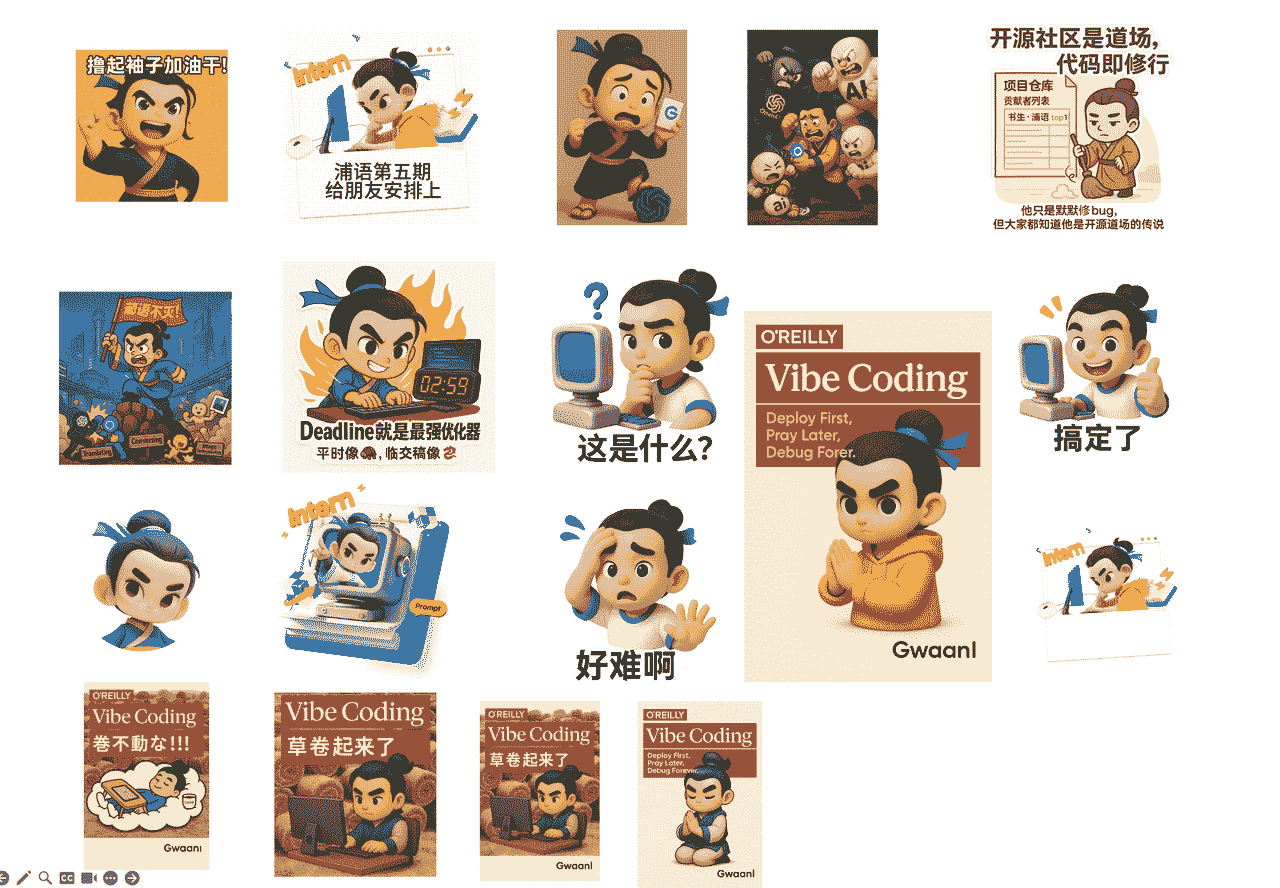 撸起袖子加油干!
Intern
浦语第五期
给朋友安排上
G
AI
ai
开源社区是道场,
代码即修行
项目仓库
贡献者列表
书生·浦语 top1
他只是默默修bug,
但大家都知道他是开源道场的传说
Translating
Conversing
02:59
Deadline就是最强优化器
平时像
,临交稿像
?
这是什么?
O'REILLY
Vibe Coding
Deploy First,
Pray Later,
Debug Forer.
Gwaanl
搞定了
Intern
Prompt
好难啊
Intern
O'REILLY
Vibe Coding
巻不動な!!!
Gwaanl
Vibe Coding
草卷起来了
O'REILLY
Vibe Coding
草卷起来了
Gwaanl
O'REILLY
Vibe Coding
Deploy First,
Pray Later,
Debug Forever.
Gwaanl
CC